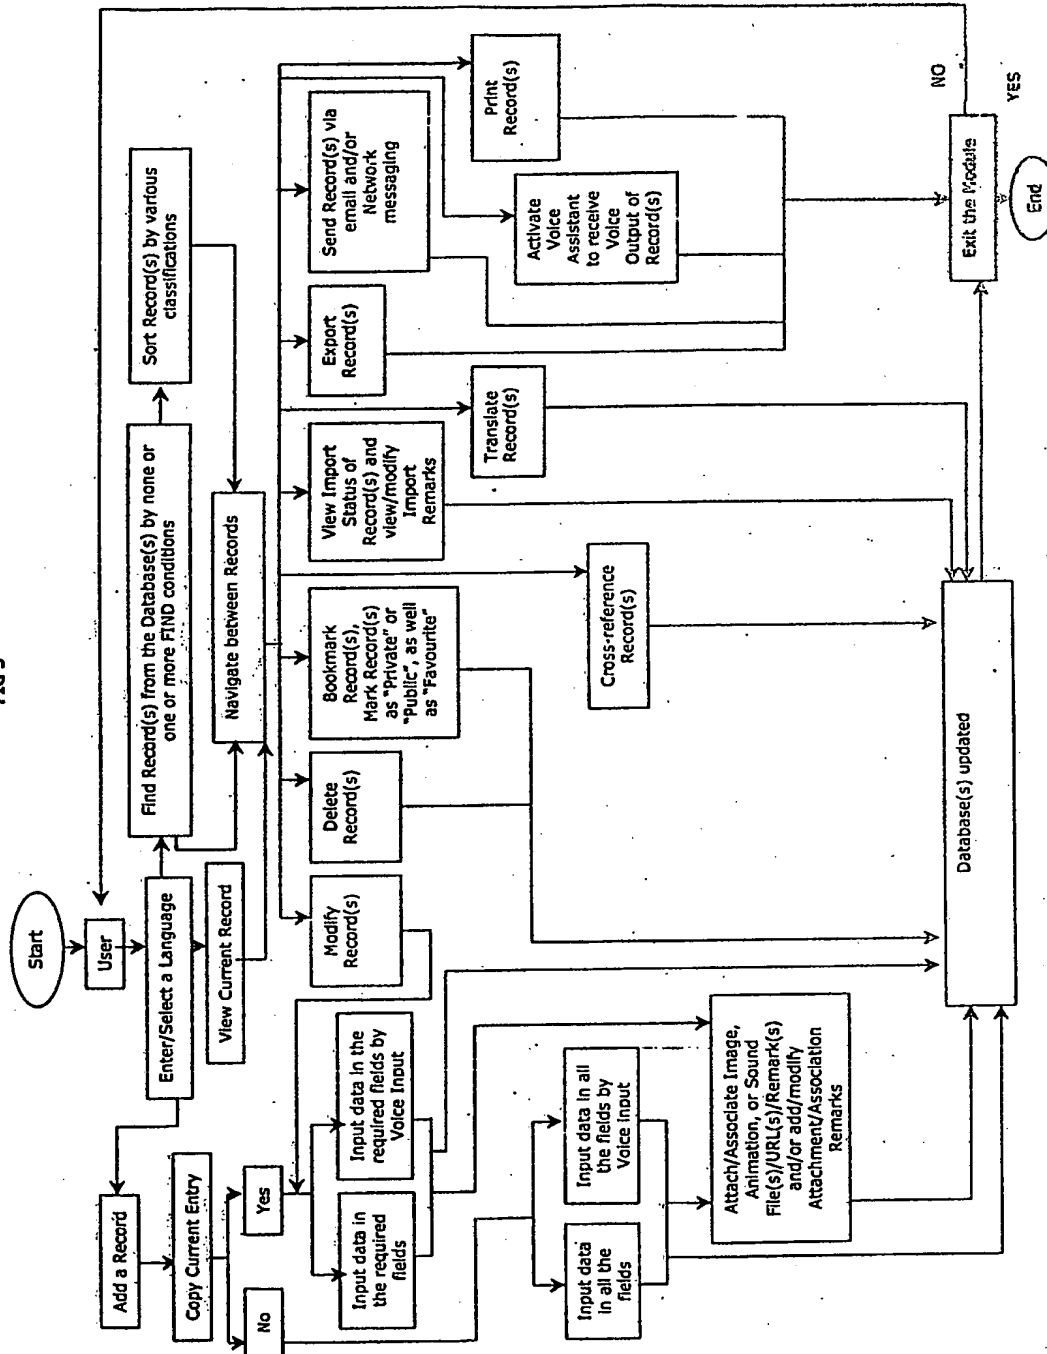 FIG 5
Start
User
Enter/Select a Language
View Current Record
Add a Record
Copy Current Entry
Yes
No
Find Record(s) from the Database(s) by none or
one or more FIND conditions
Sort Record(s) by various
classifications
Navigate between Records
Modify
Record(s)
Delete
Record(s)
Bookmark
Record(s),
Mark Record(s)
as "Private" or
"Public", as well
as "Favourite"
View Import
Status of
Record(s) and
view/modify
Import
Remarks
Export
Record(s)
Send Record(s) via
email and/or
Network
messaging
Input data in
the required
fields
Input data in the
required fields by
Voice Input
Cross-reference
Record(s)
Translate
Record(s)
Activate
Voice
Assistant
to receive
Voice
Output of
Record(s)
Print
Record(s)
Input data
in all the
fields
Input data in all
the fields by
Voice input
Attach/Associate Image,
Animation, or Sound
File(s)/URL(s)/Remark(s)
and/or add/modify
Attachment/Association
Remarks
Database(s) updated
Exit the Module
NO
YES
End